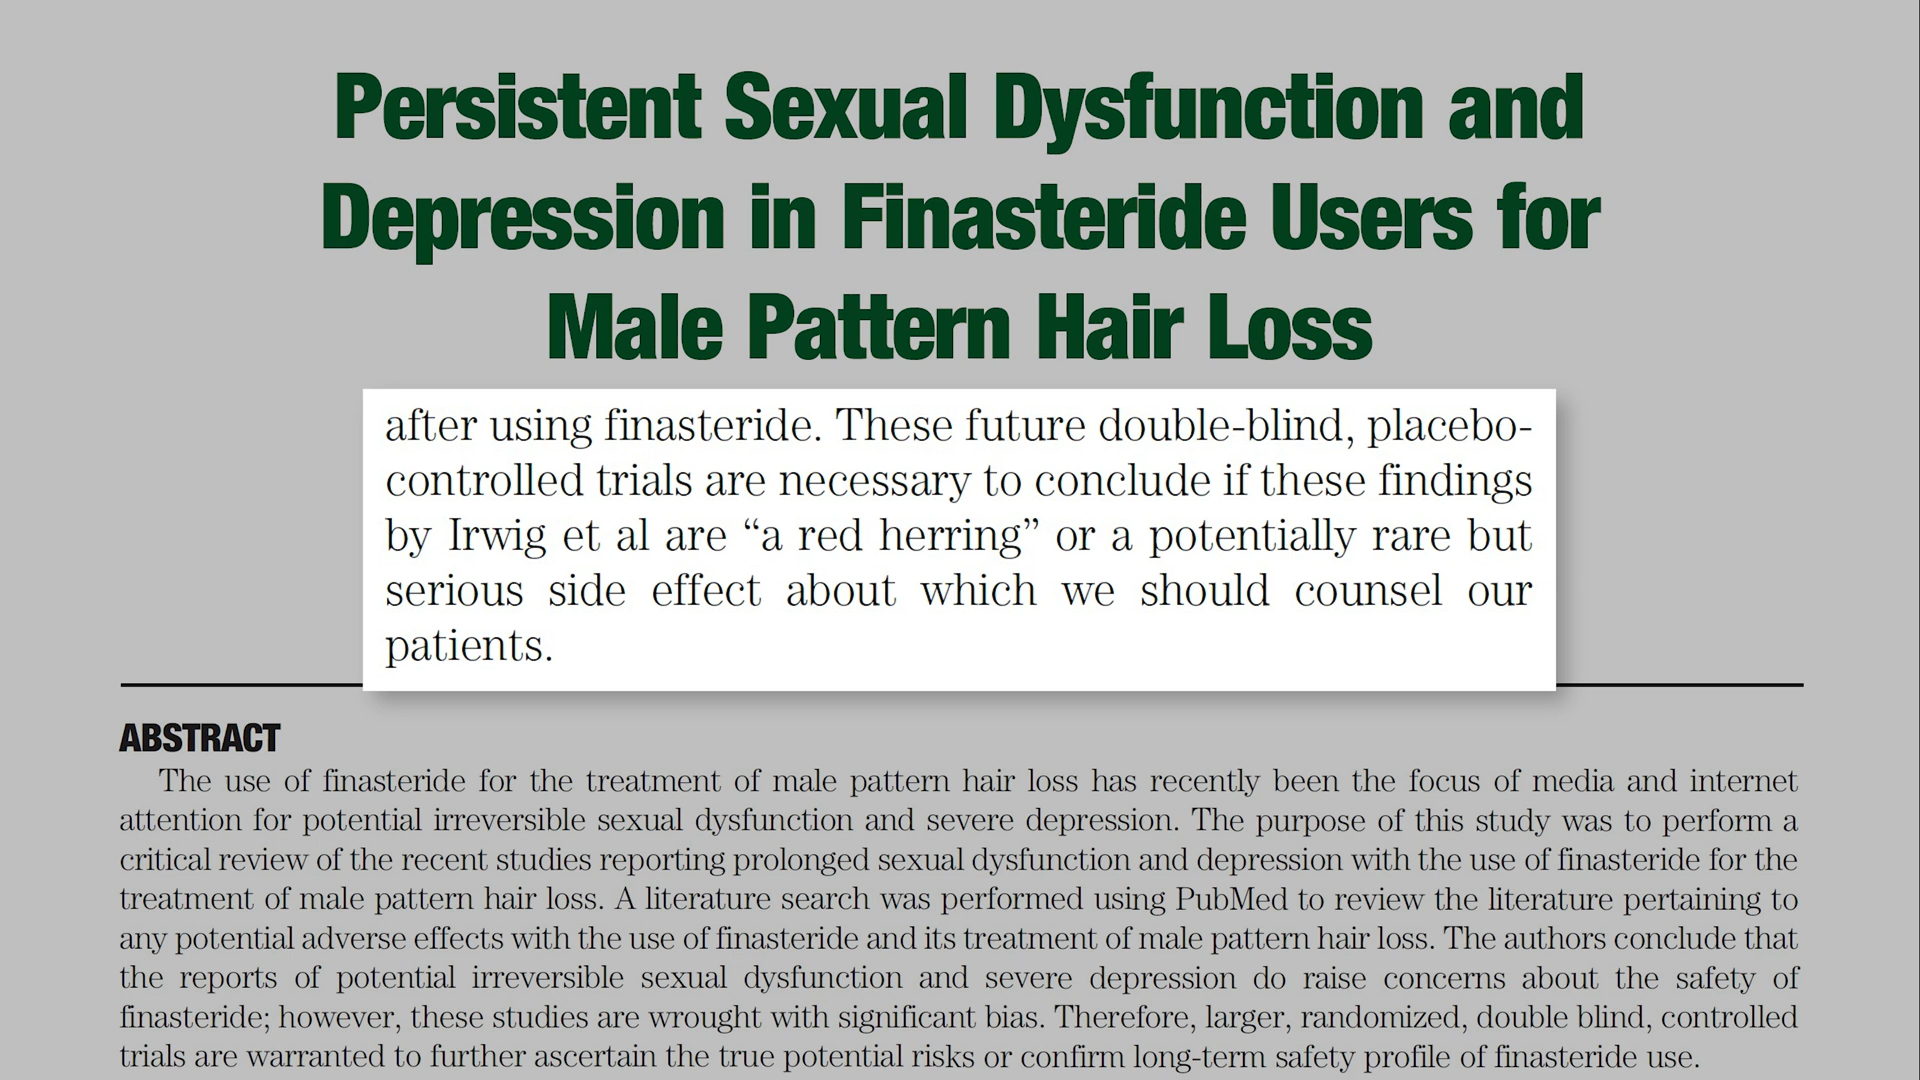 Persistent Sexual Dysfunction and
Depression in Finasteride Users for
Male Pattern Hair Loss
after using finasteride. These future double-blind, placebo-
controlled trials are necessary to conclude if these findings
by Irwig et al are “a red herring” or a potentially rare but
serious side effect about which we should counsel our
patients.
ABSTRACT
The use of finasteride for the treatment of male pattern hair loss has recently been the focus of media and internet
attention for potential irreversible sexual dysfunction and severe depression. The purpose of this study was to perform a
critical review of the recent studies reporting prolonged sexual dysfunction and depression with the use of finasteride for the
treatment of male pattern hair loss. A literature search was performed using PubMed to review the literature pertaining to
any potential adverse effects with the use of finasteride and its treatment of male pattern hair loss. The authors conclude that
the reports of potential irreversible sexual dysfunction and severe depression do raise concerns about the safety of
finasteride; however, these studies are wrought with significant bias. Therefore, larger, randomized, double blind, controlled
trials are warranted to further ascertain the true potential risks or confirm long-term safety profile of finasteride use.